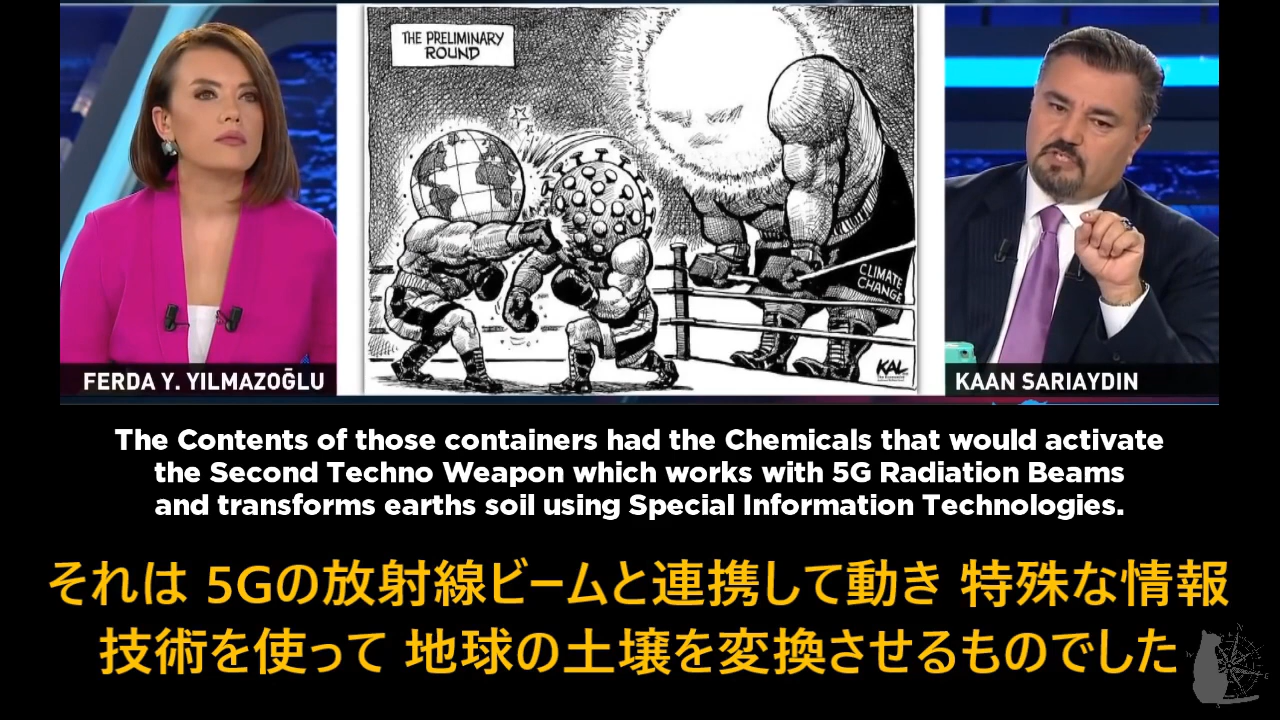 THE PRELIMINARY
ROUND
CLIMATE
CHANGE
KAL
FERDA Y. YILMAZOĞLU
KAAN SARIAYDIN
The Contents of those containers had the Chemicals that would activate
the Second Techno Weapon which works with 5G Radiation Beams
and transforms earths soil using Special Information Technologies.
それは 5Gの放射線ビームと連携して動き 特殊な情報
技術を使って 地球の土壌を変換させるものでした